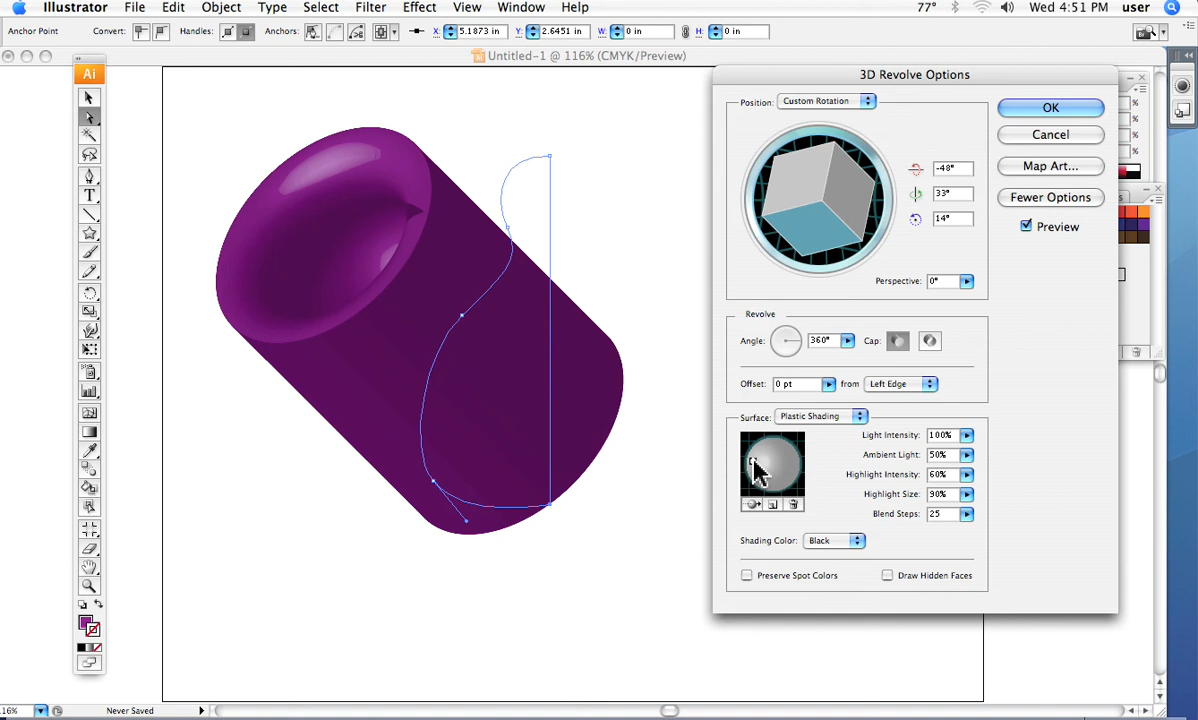 Illustrator File Edit Object Type Select Filter Effect View Window Help 77° Wed 4:51 PM user
Anchor Point Convert: Handles: Anchors: X: 5.1873 in Y: 2.6451 in W: 0 in H: 0 in
Untitled-1 @ 116% (CMYK/Preview)
Ai
T
3D Revolve Options
Position: Custom Rotation
OK
Cancel
Map Art...
Fewer Options
Preview
-48°
33°
14°
Perspective: 0°
Revolve
Angle: 360° Cap:
Offset: 0 pt from Left Edge
Surface: Plastic Shading
Light Intensity: 100%
Ambient Light: 50%
Highlight Intensity: 60%
Highlight Size: 90%
Blend Steps: 25
Shading Color: Black
Preserve Spot Colors Draw Hidden Faces
%
%
%
%
s
16% Never Saved